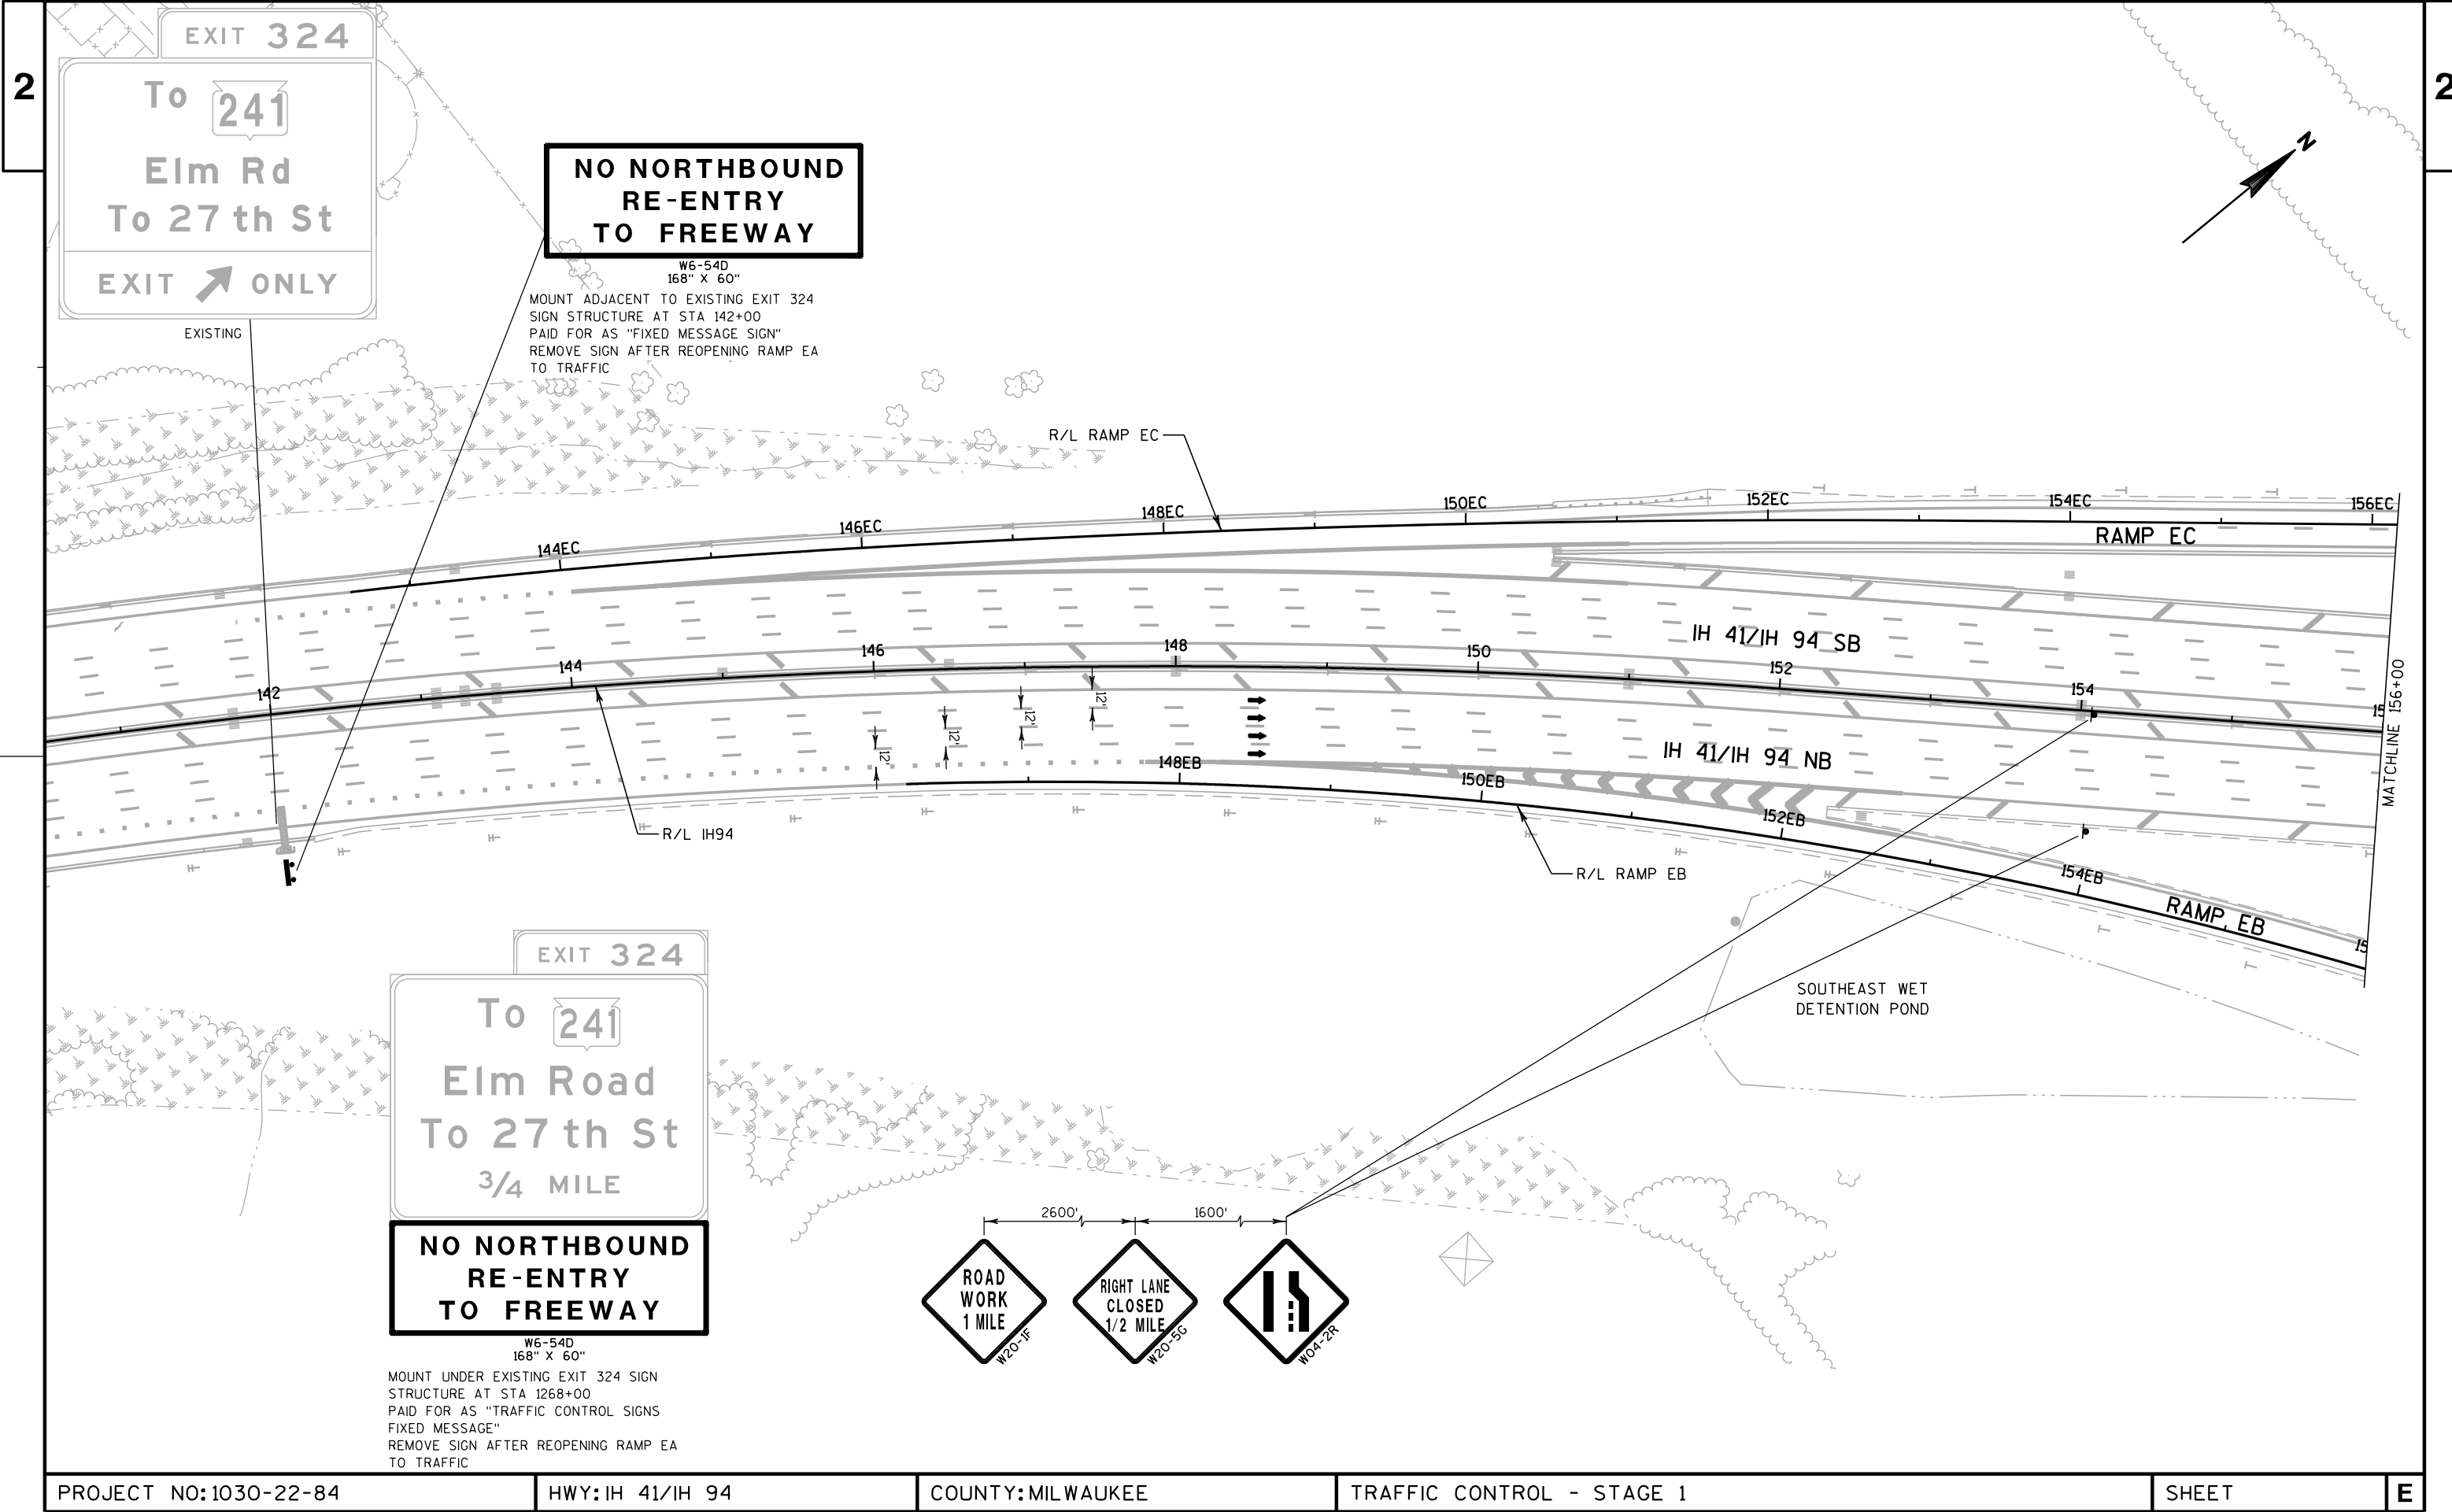 2
2
EXIT 324
To 241
Elm Rd
To 27 th St
EXIT ONLY
EXISTING
NO NORTHBOUND
RE-ENTRY
TO FREEWAY
W6-54D
168" X 60"
MOUNT ADJACENT TO EXISTING EXIT 324
SIGN STRUCTURE AT STA 142+00
PAID FOR AS "FIXED MESSAGE SIGN"
REMOVE SIGN AFTER REOPENING RAMP EA
TO TRAFFIC
N
R/L RAMP EC
144EC
146EC
148EC
150EC
152EC
154EC
156EC
RAMP EC
IH 41/IH 94 SB
142
144
146
148
150
152
154
15
12'
12'
12'
12'
IH 41/IH 94 NB
MATCHLINE 156+00
148EB
150EB
152EB
154EB
15
RAMP EB
R/L IH94
R/L RAMP EB
SOUTHEAST WET
DETENTION POND
EXIT 324
To 241
Elm Road
To 27 th St
3/4 MILE
NO NORTHBOUND
RE-ENTRY
TO FREEWAY
W6-54D
168" X 60"
MOUNT UNDER EXISTING EXIT 324 SIGN
STRUCTURE AT STA 1268+00
PAID FOR AS "TRAFFIC CONTROL SIGNS
FIXED MESSAGE"
REMOVE SIGN AFTER REOPENING RAMP EA
TO TRAFFIC
2600'
1600'
ROAD
WORK
1 MILE
W20-1F
RIGHT LANE
CLOSED
1/2 MILE
W20-5G
W04-2R
PROJECT NO:1030-22-84
HWY:IH 41/IH 94
COUNTY:MILWAUKEE
TRAFFIC CONTROL - STAGE 1
SHEET
E